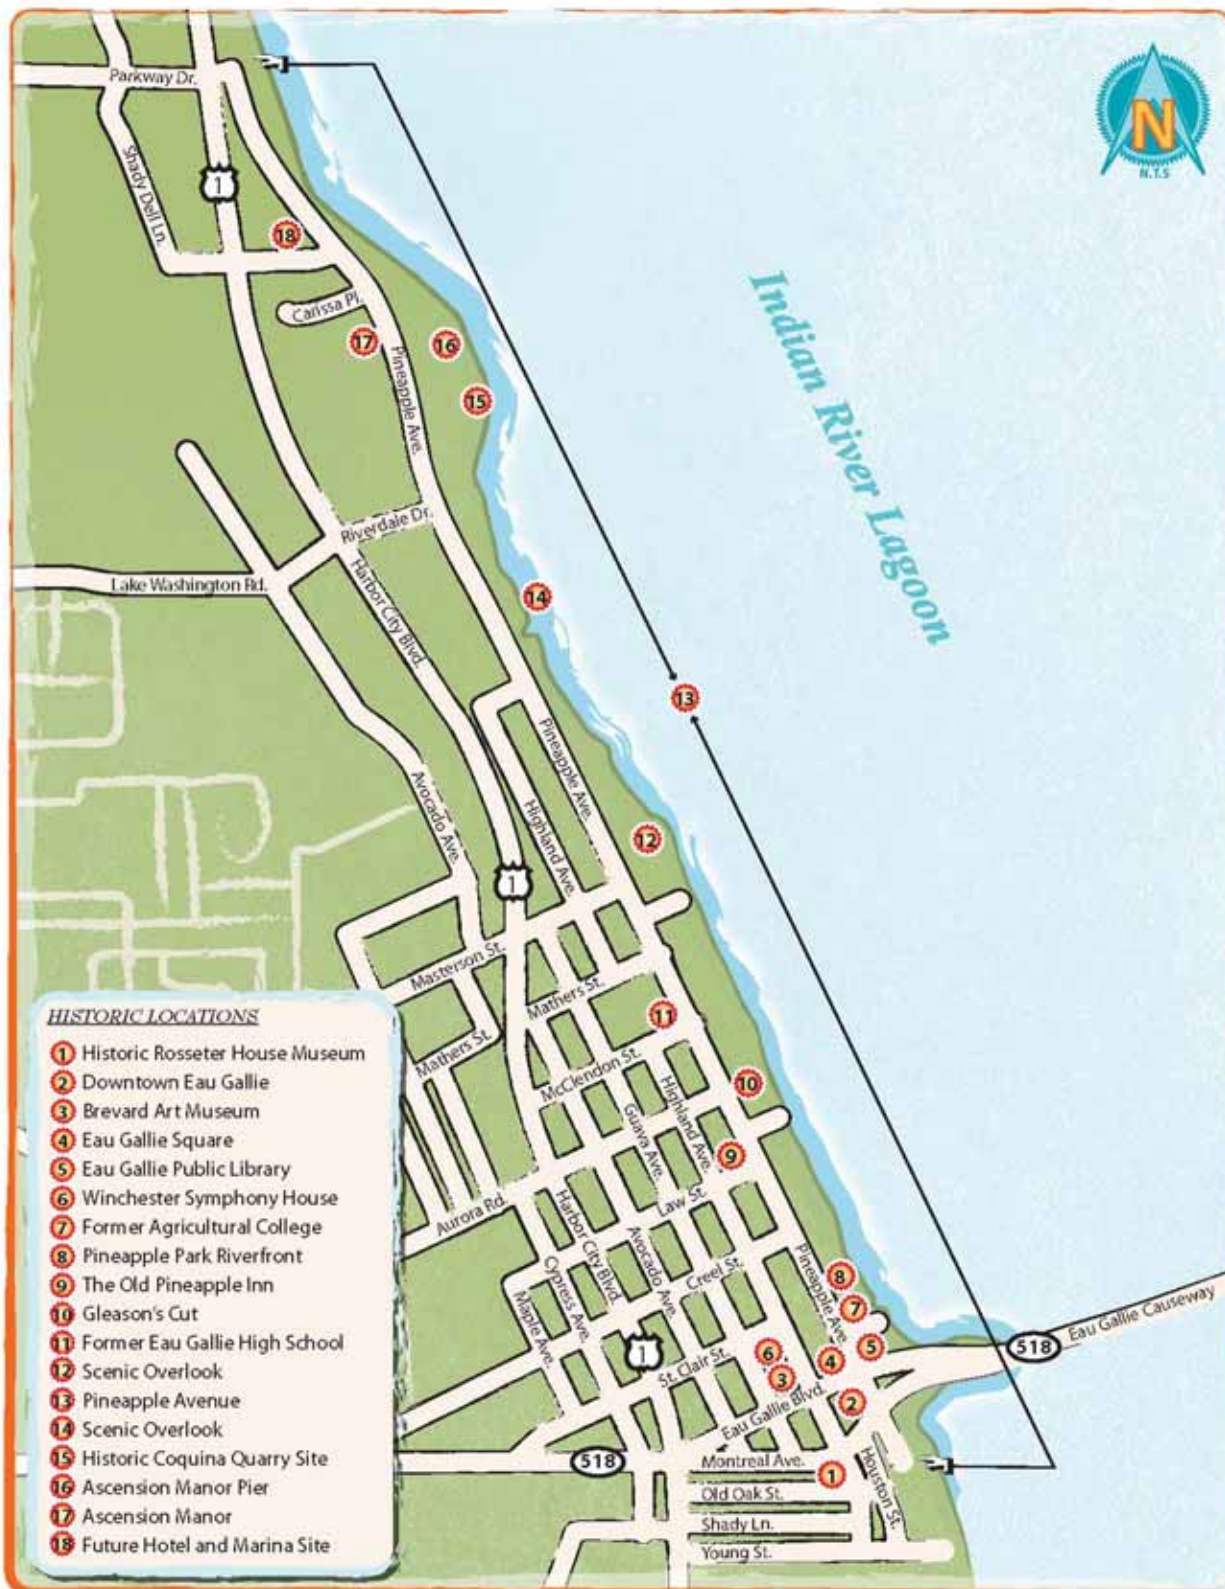 Parkway Dr.
N
N.T.S
Shady Dell Ln.
1
18
Carissa Pl.
17
16
15
Pineapple Ave.
Indian River Lagoon
Riverdale Dr.
Lake Washington Rd.
Harbor City Blvd.
14
13
Pineapple Ave.
Avocado Ave.
Highland Ave.
12
1
Masterson St.
Mathers St.
11
Mathers St.
McClendon St.
10
Highland Ave.
Guava Ave.
9
Law St.
Aurora Rd.
Harbor City Blvd.
Avocado Ave.
Creel St.
Pineapple Ave.
8
7
Cypress Ave.
Maple Ave.
Eau Gallie Causeway
518
5
4
6
3
1
St. Clair St.
Eau Gallie Blvd.
2
518
Montreal Ave.
1
Houston St.
Old Oak St.
Shady Ln.
Young St.
HISTORIC LOCATIONS
1 Historic Rosseter House Museum
2 Downtown Eau Gallie
3 Brevard Art Museum
4 Eau Gallie Square
5 Eau Gallie Public Library
6 Winchester Symphony House
7 Former Agricultural College
8 Pineapple Park Riverfront
9 The Old Pineapple Inn
10 Gleason's Cut
11 Former Eau Gallie High School
12 Scenic Overlook
13 Pineapple Avenue
14 Scenic Overlook
15 Historic Coquina Quarry Site
16 Ascension Manor Pier
17 Ascension Manor
18 Future Hotel and Marina Site